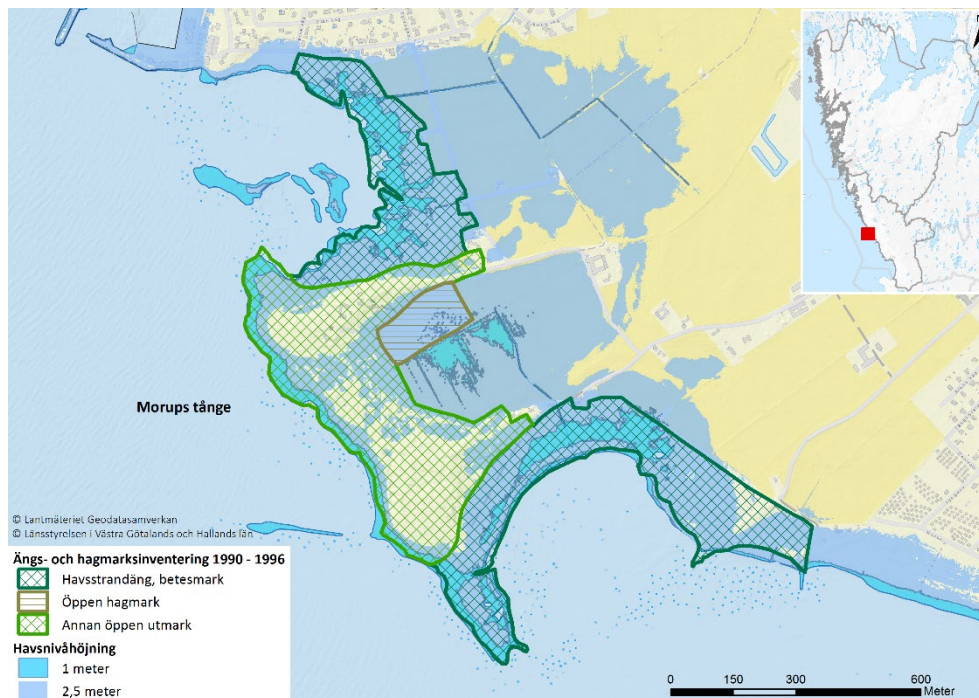 Morups tånge
© Lantmäteriet Geodatasamverkan
© Länsstyrelsen i Västra Götalands och Hallands län
Ängs- och hagmarksinventering 1990 - 1996
Havsstrandäng, betesmark
Öppen hagmark
Annan öppen utmark
Havsnivåhöjning
1 meter
2,5 meter
0 150 300 450 600
Meter